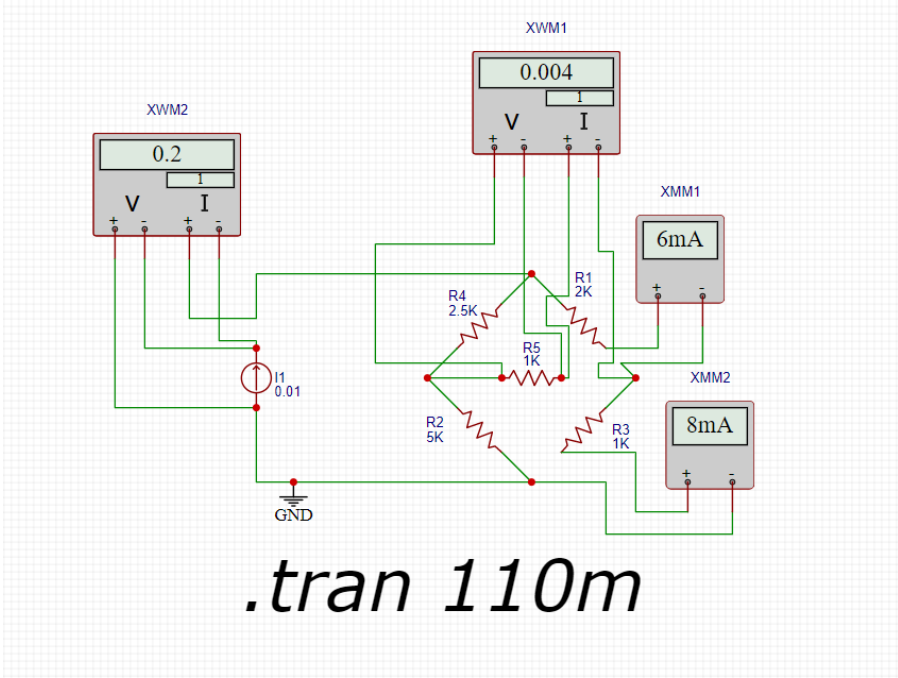 XWM1
0.004
1
V I
+ - + -
XWM2
0.2
1
V I
+ - + -
XMM1
6mA
+ -
R1
2K
R4
2.5K
R5
1K
I1
0.01
XMM2
8mA
+ -
R2
5K
R3
1K
GND
.tran 110m